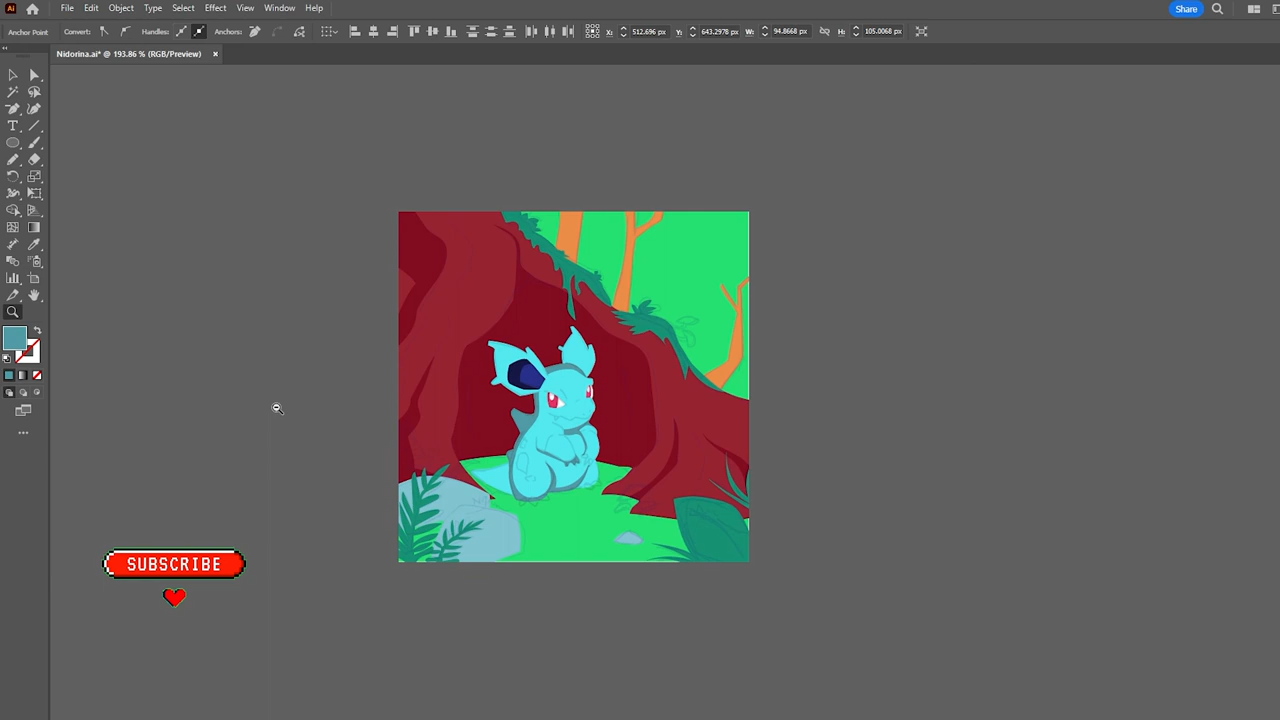 Ai File Edit Object Type Select Effect View Window Help Share
Anchor Point Convert: Handles: Anchors: X: 512.696 px Y: 643.2978 px W: 94.8668 px H: 105.0068 px
Nidorina.ai* @ 193.86 % (RGB/Preview) ×
SUBSCRIBE